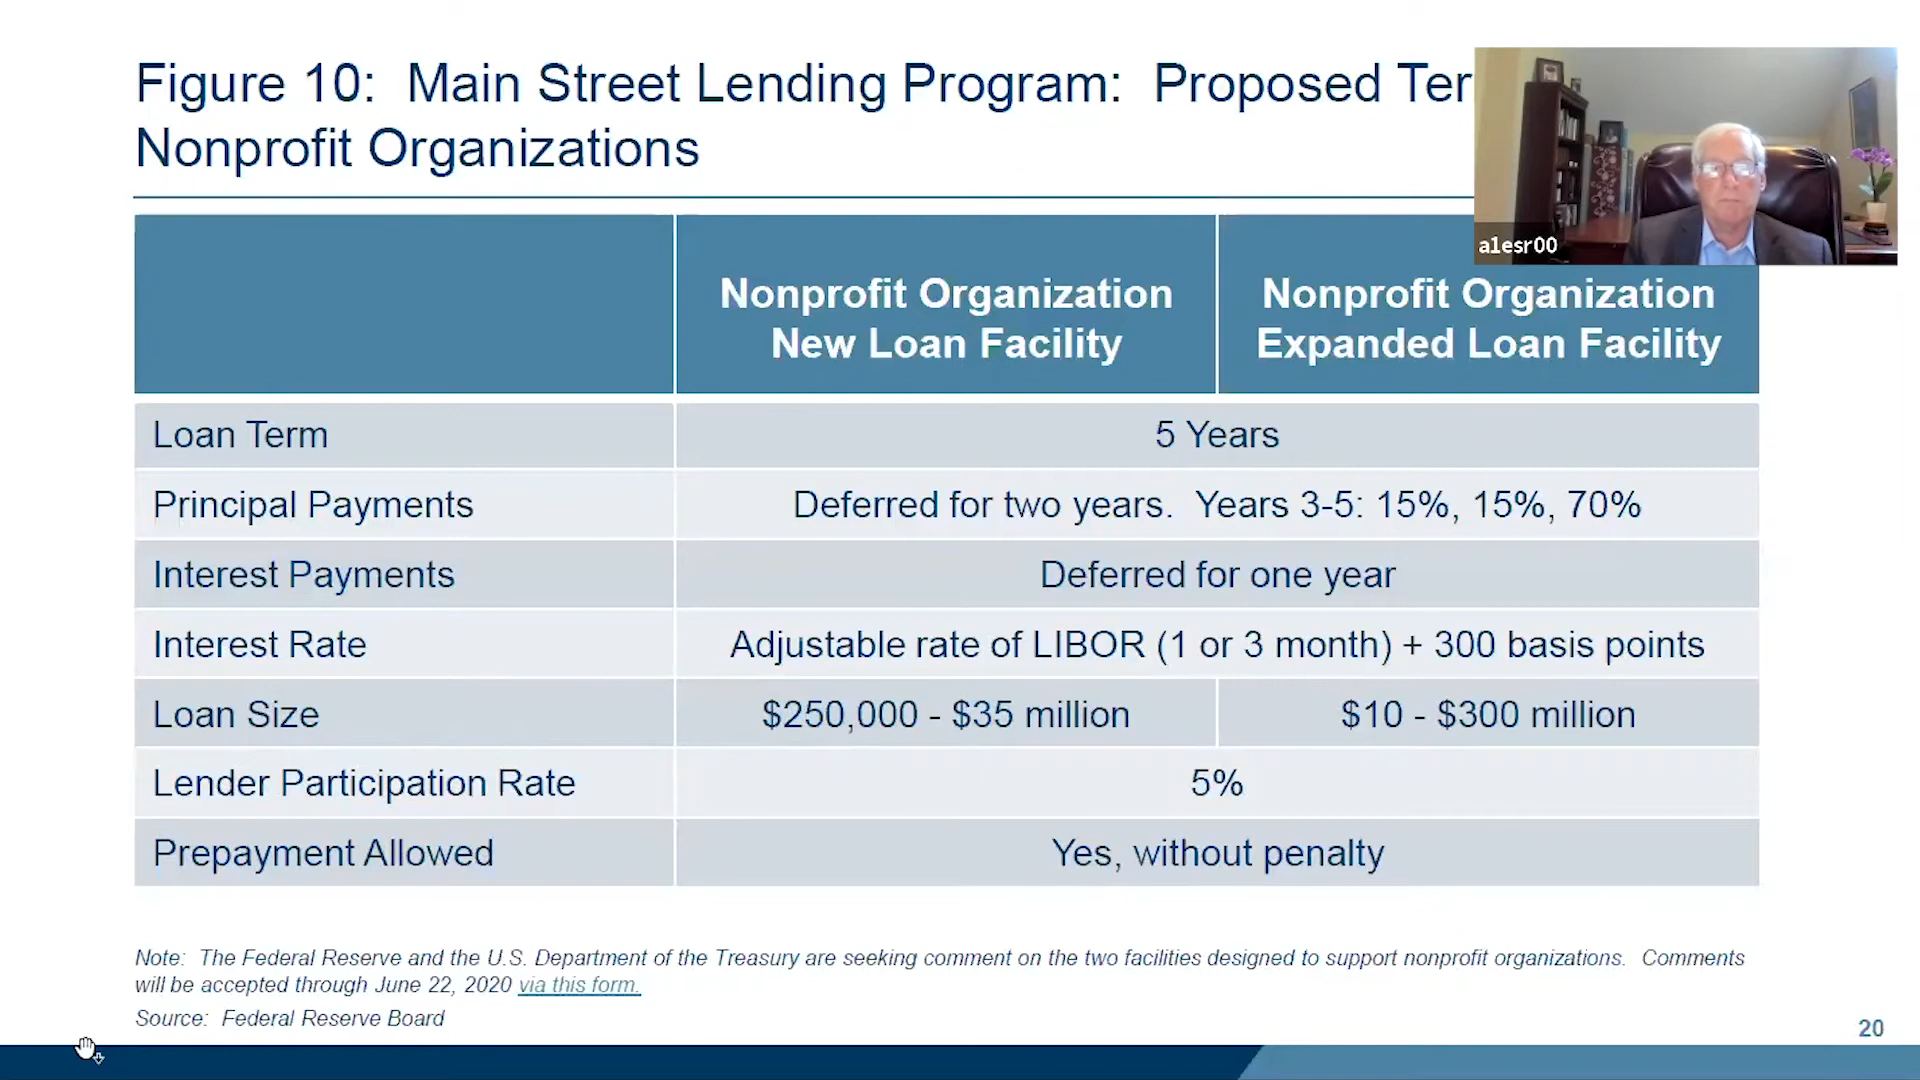 Figure 10:  Main Street Lending Program:  Proposed Ter
Nonprofit Organizations
a1esr00
Nonprofit Organization
New Loan Facility
Nonprofit Organization
Expanded Loan Facility
Loan Term
5 Years
Principal Payments
Deferred for two years.  Years 3-5: 15%, 15%, 70%
Interest Payments
Deferred for one year
Interest Rate
Adjustable rate of LIBOR (1 or 3 month) + 300 basis points
Loan Size
$250,000 - $35 million
$10 - $300 million
Lender Participation Rate
5%
Prepayment Allowed
Yes, without penalty
Note:  The Federal Reserve and the U.S. Department of the Treasury are seeking comment on the two facilities designed to support nonprofit organizations.  Comments
will be accepted through June 22, 2020 via this form.
Source:  Federal Reserve Board
20